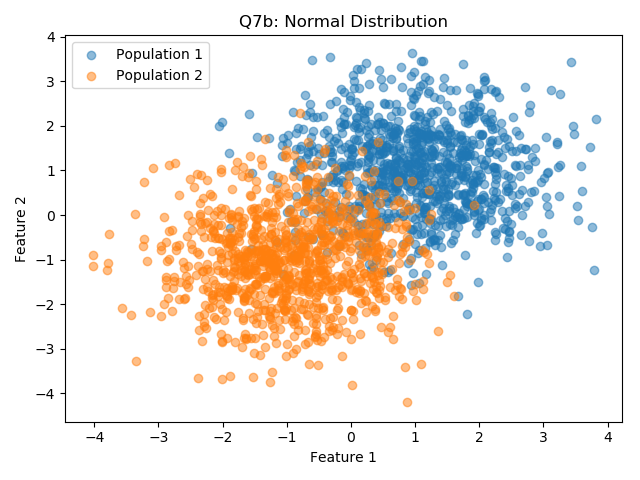 Q7b: Normal Distribution
Population 1
Population 2
4
3
2
1
0
−1
−2
−3
−4
Feature 2
−4 −3 −2 −1 0 1 2 3 4
Feature 1